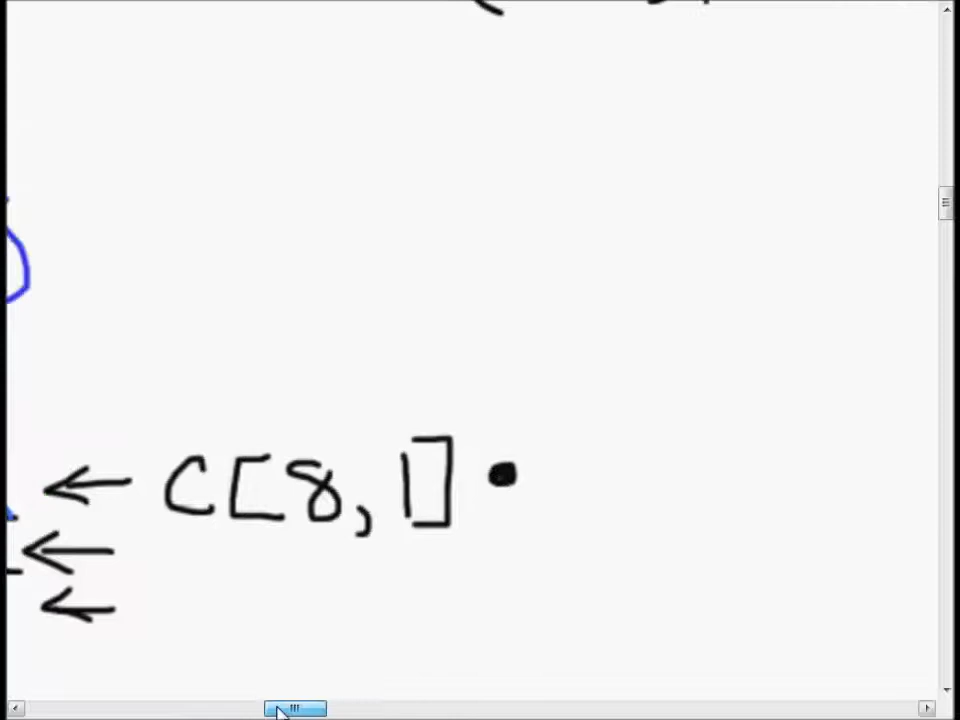 ← C[8,1] •
←
←